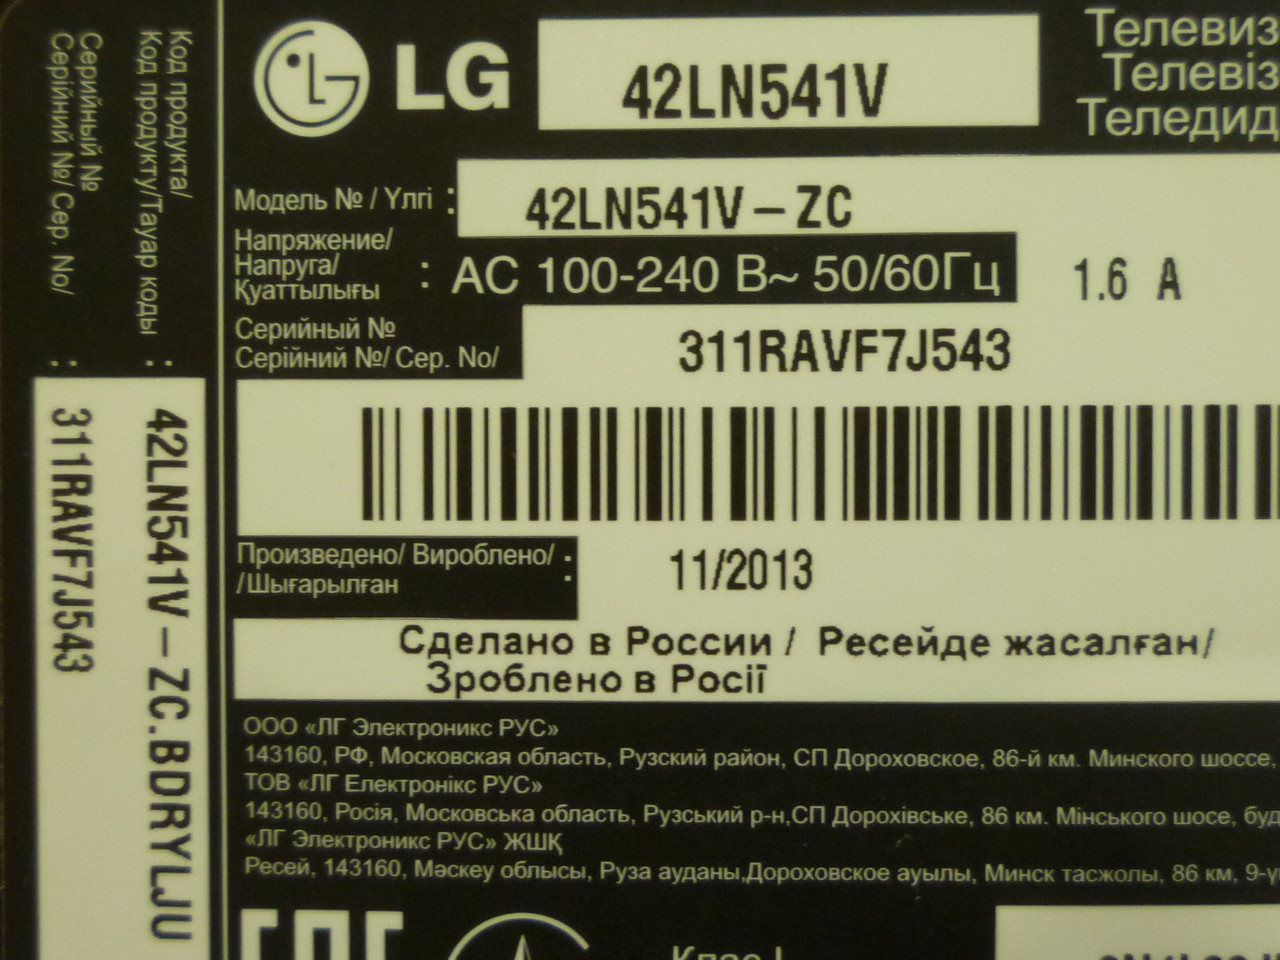 LG
42LN541V
Телевиз
Телевіз
Теледид
Модель № / Үлгі :
42LN541V – ZC
Напряжение/
Напруга/
Қуаттылығы
: AC 100-240 В~ 50/60Гц
1.6 A
Серийный №
Серійний №/ Сер. No/
311RAVF7J543
Произведено/ Вироблено/ :
/Шығарылған
11/2013
Сделано в России / Ресейде жасалған/
Зроблено в Росії
ООО «ЛГ Электроникс РУС»
143160, РФ, Московская область, Рузский район, СП Дороховское, 86-й км. Минского шоссе,
ТОВ «ЛГ Електронікс РУС»
143160, Росія, Московська область, Рузський р-н,СП Дорохівське, 86 км. Мінського шосе, буд
«ЛГ Электроникс РУС» ЖШҚ
Ресей, 143160, Мәскеу облысы, Руза ауданы,Дороховское ауылы, Минск тасжолы, 86 км, 9-ү
Клас I
Код продукта/
Код продукту/Тауар коды :
42LN541V – ZC.BDRYLJU
Серийный №
Серійний №/ Сер. No/ :
311RAVF7J543